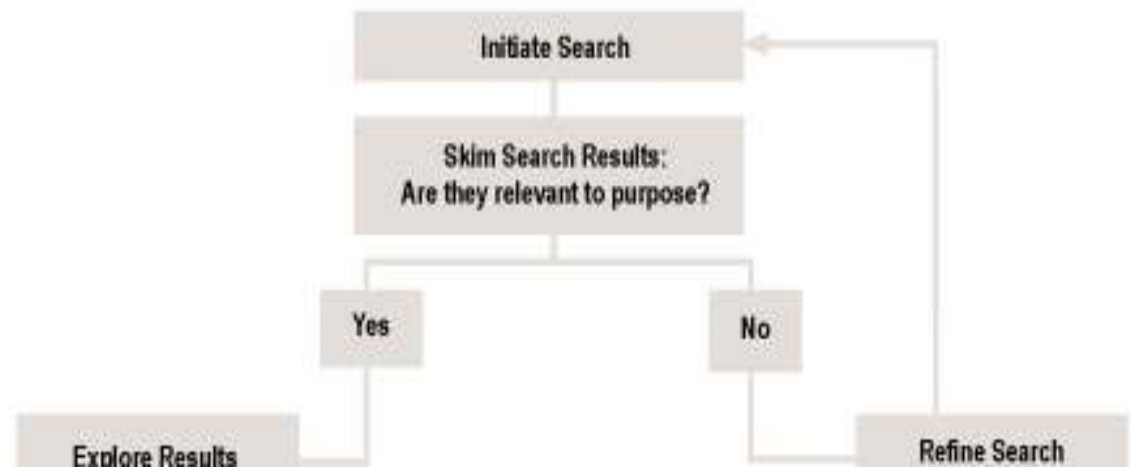 Initiate Search
Skim Search Results:
Are they relevant to purpose?
Yes
No
Explore Results
Refine Search